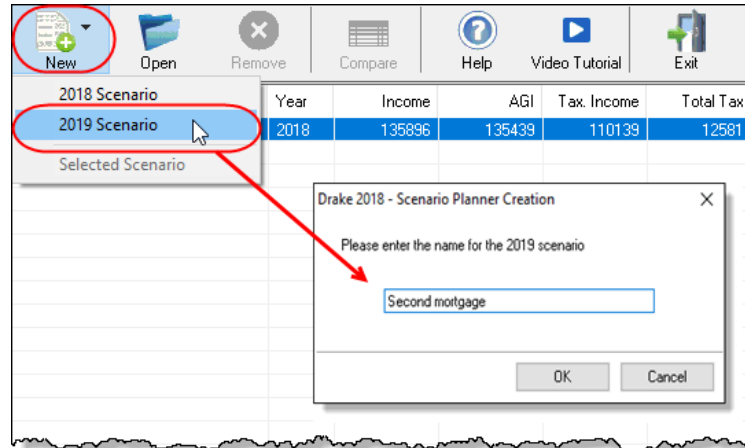 New Open Remove Compare Help Video Tutorial Exit
2018 Scenario
Year Income AGI Tax. Income Total Tax
2019 Scenario
2018 135896 135439 110139 12581
Selected Scenario
Drake 2018 - Scenario Planner Creation
Please enter the name for the 2019 scenario
Second mortgage
OK Cancel